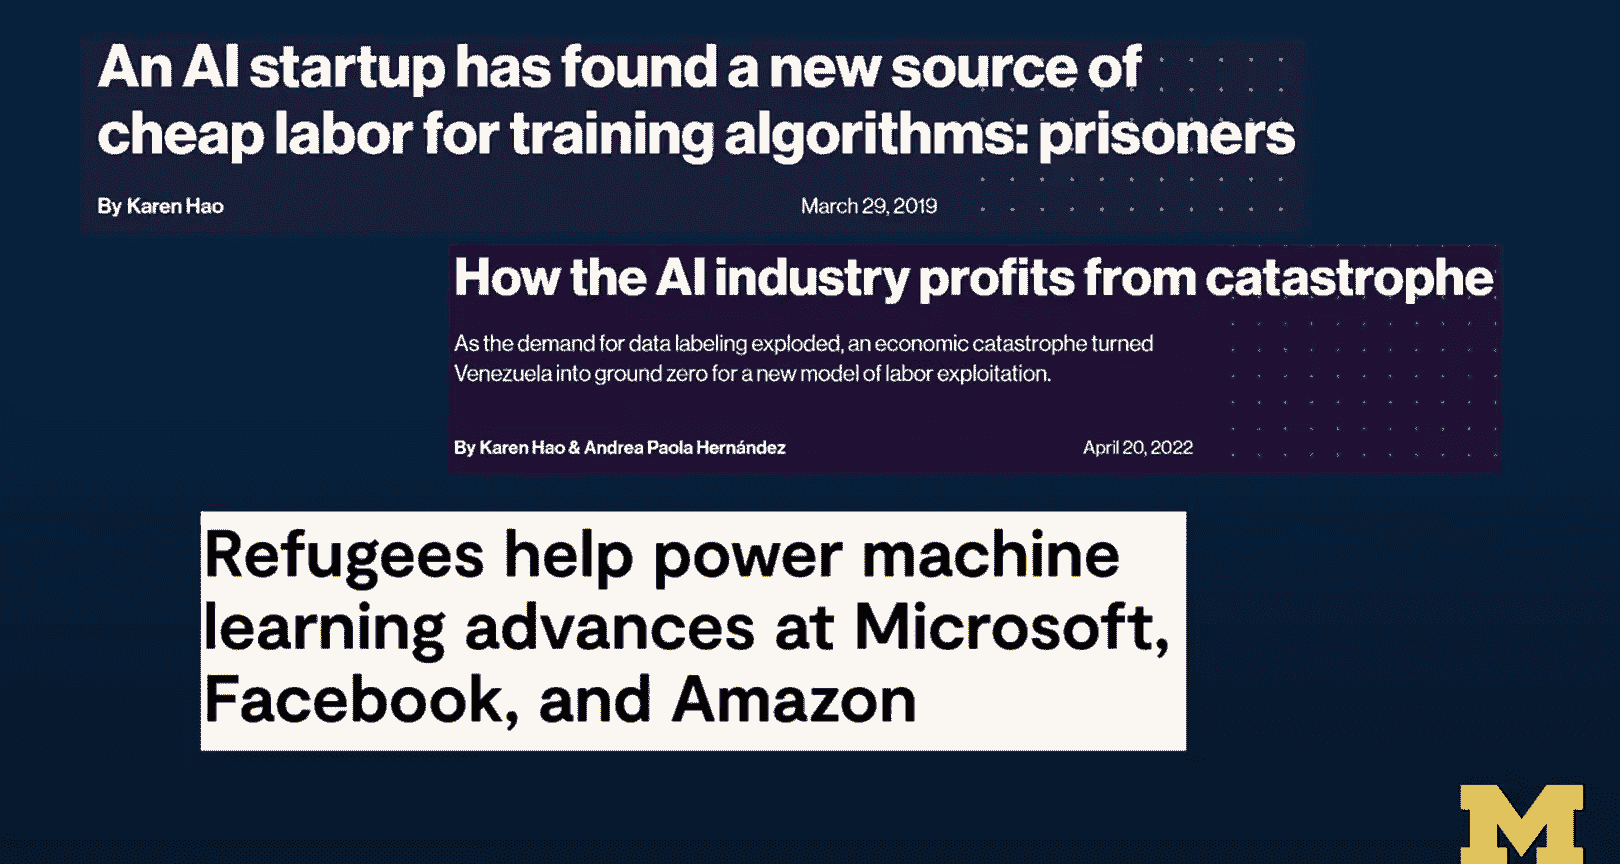 An AI startup has found a new source of
cheap labor for training algorithms: prisoners
By Karen Hao March 29, 2019
How the AI industry profits from catastrophe
As the demand for data labeling exploded, an economic catastrophe turned
Venezuela into ground zero for a new model of labor exploitation.
By Karen Hao & Andrea Paola Hernández April 20, 2022
Refugees help power machine
learning advances at Microsoft,
Facebook, and Amazon
M